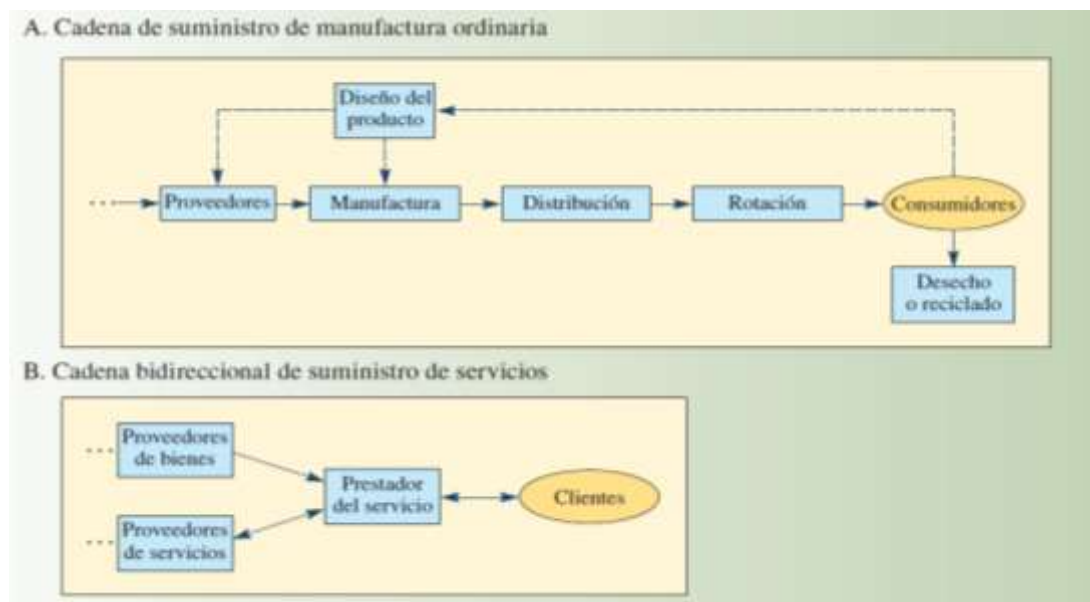 A. Cadena de suministro de manufactura ordinaria
Diseño del
producto
Proveedores
Manufactura
Distribución
Rotación
Consumidores
Desecho
o reciclado
B. Cadena bidireccional de suministro de servicios
Proveedores
de bienes
Prestador
del servicio
Clientes
Proveedores
de servicios